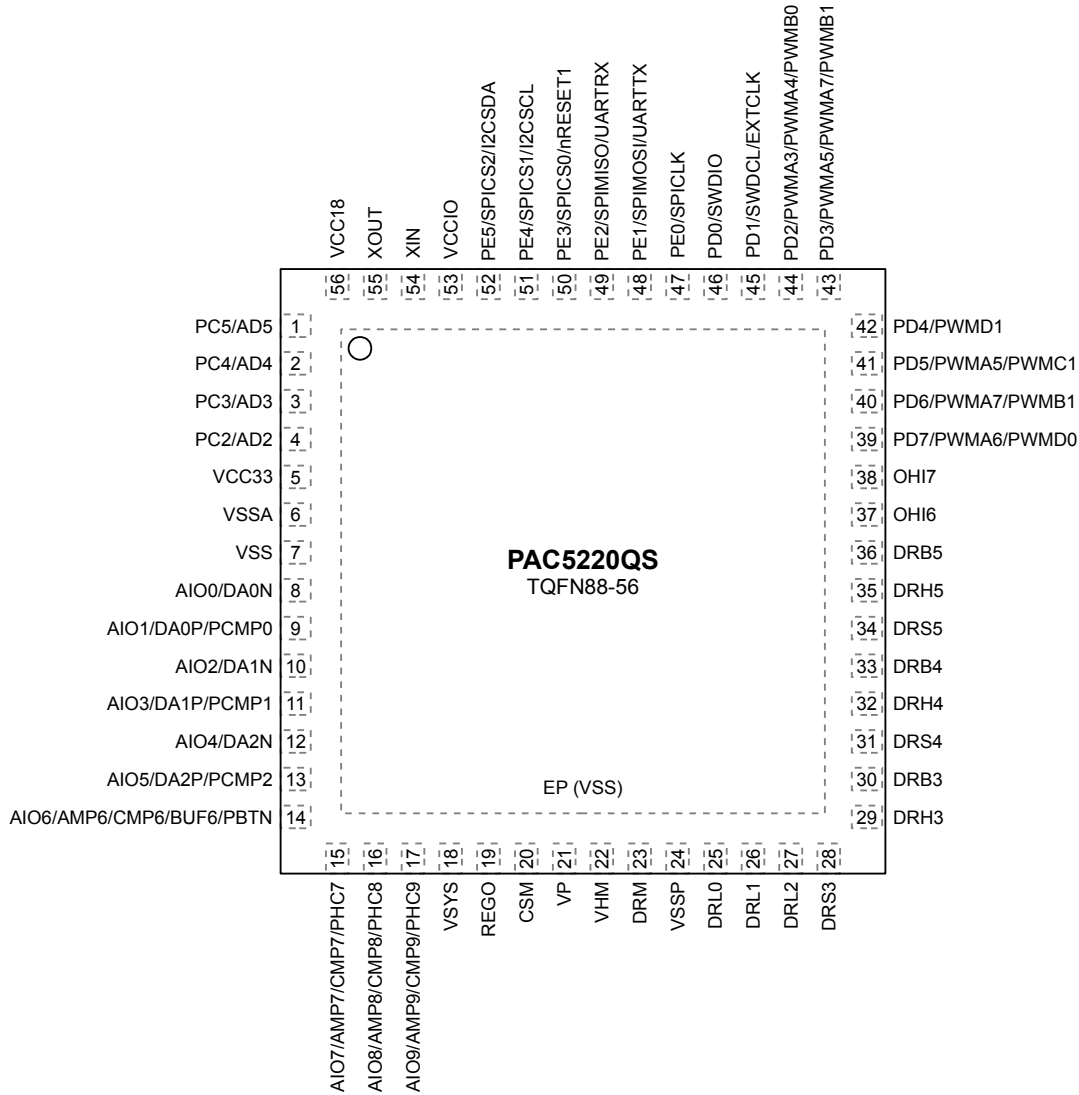 VCC18
XOUT
XIN
VCCIO
PE5/SPICS2/I2CSDA
PE4/SPICS1/I2CSCL
PE3/SPICS0/nRESET1
PE2/SPIMISO/UARTRX
PE1/SPIMOSI/UARTTX
PE0/SPICLK
PD0/SWDIO
PD1/SWDCL/EXTCLK
PD2/PWMA3/PWMA4/PWMB0
PD3/PWMA5/PWMA7/PWMB1
56 55 54 53 52 51 50 49 48 47 46 45 44 43
PC5/AD5 1
PC4/AD4 2
PC3/AD3 3
PC2/AD2 4
VCC33 5
VSSA 6
VSS 7
AIO0/DA0N 8
AIO1/DA0P/PCMP0 9
AIO2/DA1N 10
AIO3/DA1P/PCMP1 11
AIO4/DA2N 12
AIO5/DA2P/PCMP2 13
AIO6/AMP6/CMP6/BUF6/PBTN 14
PAC5220QS
TQFN88-56
EP (VSS)
42 PD4/PWMD1
41 PD5/PWMA5/PWMC1
40 PD6/PWMA7/PWMB1
39 PD7/PWMA6/PWMD0
38 OHI7
37 OHI6
36 DRB5
35 DRH5
34 DRS5
33 DRB4
32 DRH4
31 DRS4
30 DRB3
29 DRH3
15 16 17 18 19 20 21 22 23 24 25 26 27 28
AIO7/AMP7/CMP7/PHC7
AIO8/AMP8/CMP8/PHC8
AIO9/AMP9/CMP9/PHC9
VSYS
REGO
CSM
VP
VHM
DRM
VSSP
DRL0
DRL1
DRL2
DRS3